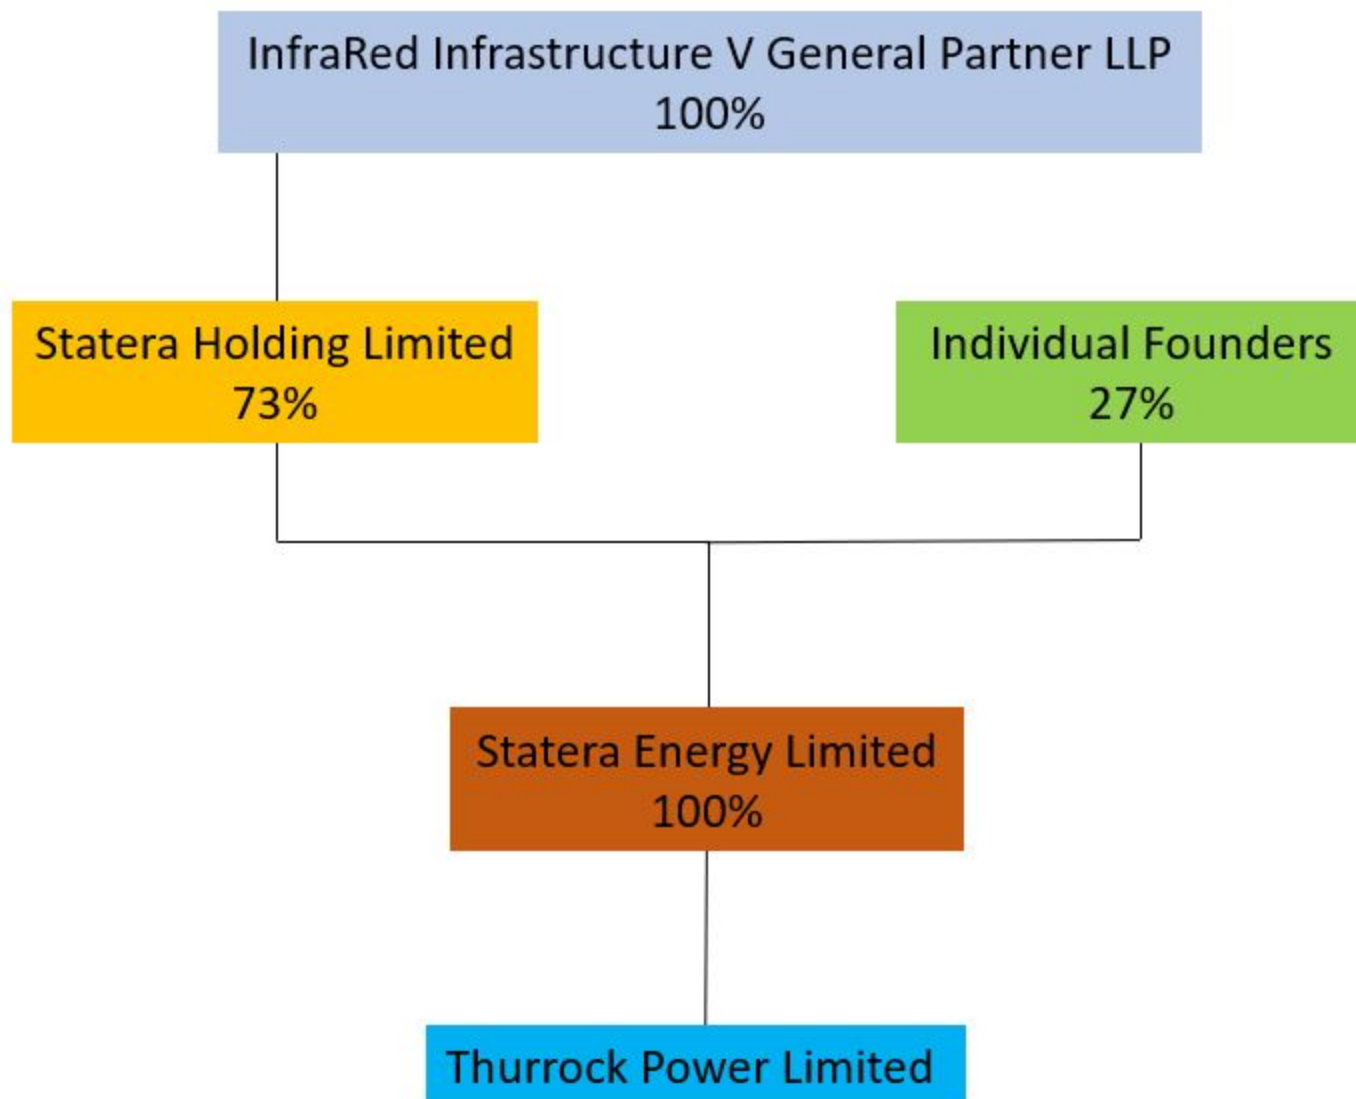 InfraRed Infrastructure V General Partner LLP
100%
Statera Holding Limited
73%
Individual Founders
27%
Statera Energy Limited
100%
Thurrock Power Limited